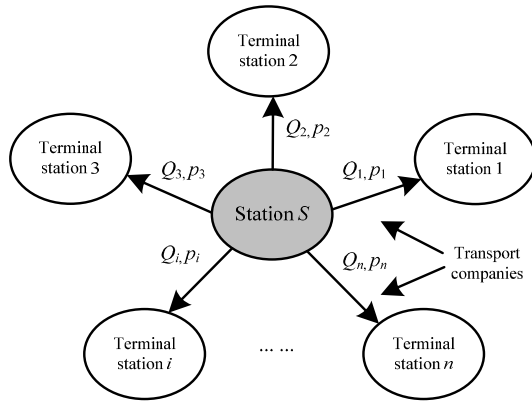 Terminal
station 2
Terminal
station 3
Q₂, p₂
Terminal
station 1
Q₃, p₃
Q₁, p₁
Station S
Qᵢ, pᵢ
Qₙ, pₙ
Transport
companies
Terminal
station i
... ...
Terminal
station n